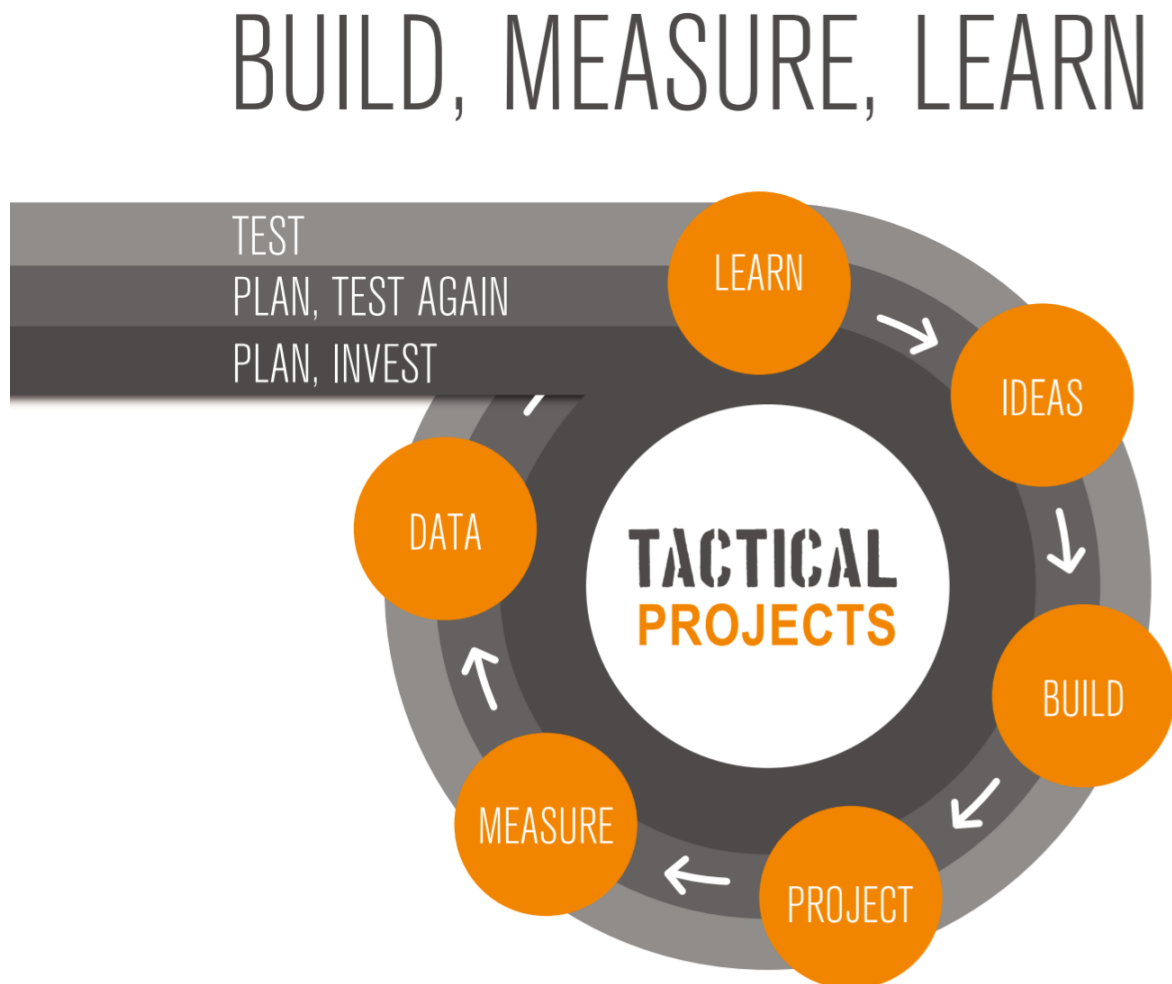 BUILD, MEASURE, LEARN
TEST
PLAN, TEST AGAIN
PLAN, INVEST
LEARN
IDEAS
BUILD
PROJECT
MEASURE
DATA
TACTICAL
PROJECTS